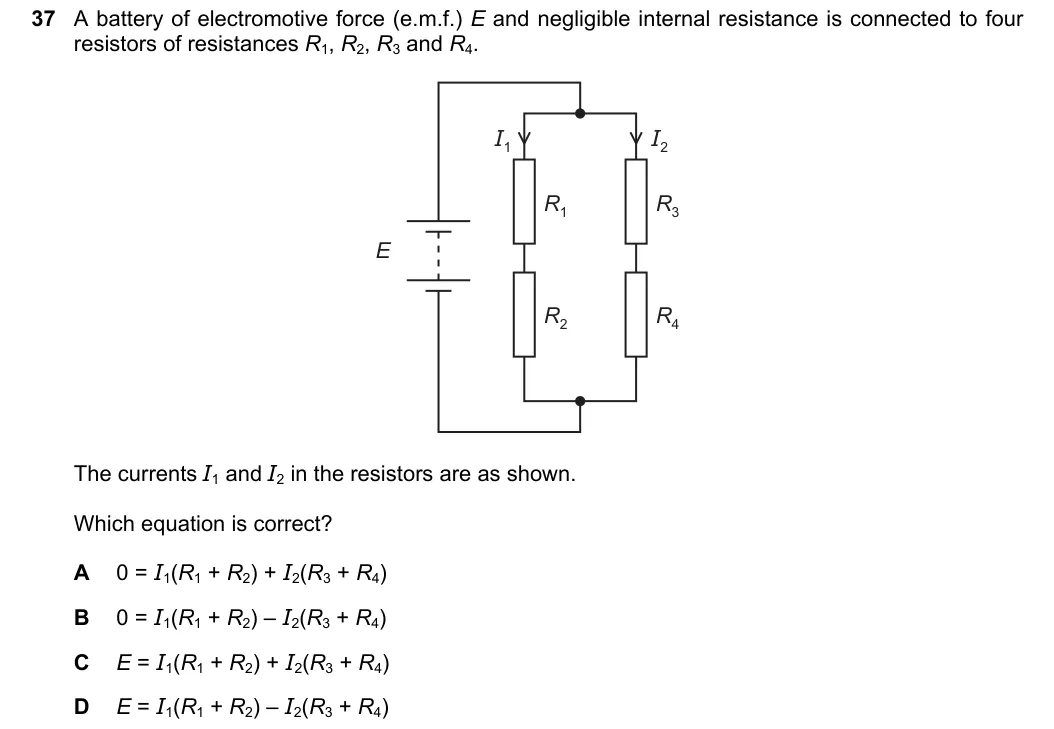 37 A battery of electromotive force (e.m.f.) E and negligible internal resistance is connected to four
resistors of resistances R₁, R₂, R₃ and R₄.
I₁
I₂
R₁
R₃
E
R₂
R₄
The currents I₁ and I₂ in the resistors are as shown.
Which equation is correct?
A 0 = I₁(R₁ + R₂) + I₂(R₃ + R₄)
B 0 = I₁(R₁ + R₂) – I₂(R₃ + R₄)
C E = I₁(R₁ + R₂) + I₂(R₃ + R₄)
D E = I₁(R₁ + R₂) – I₂(R₃ + R₄)